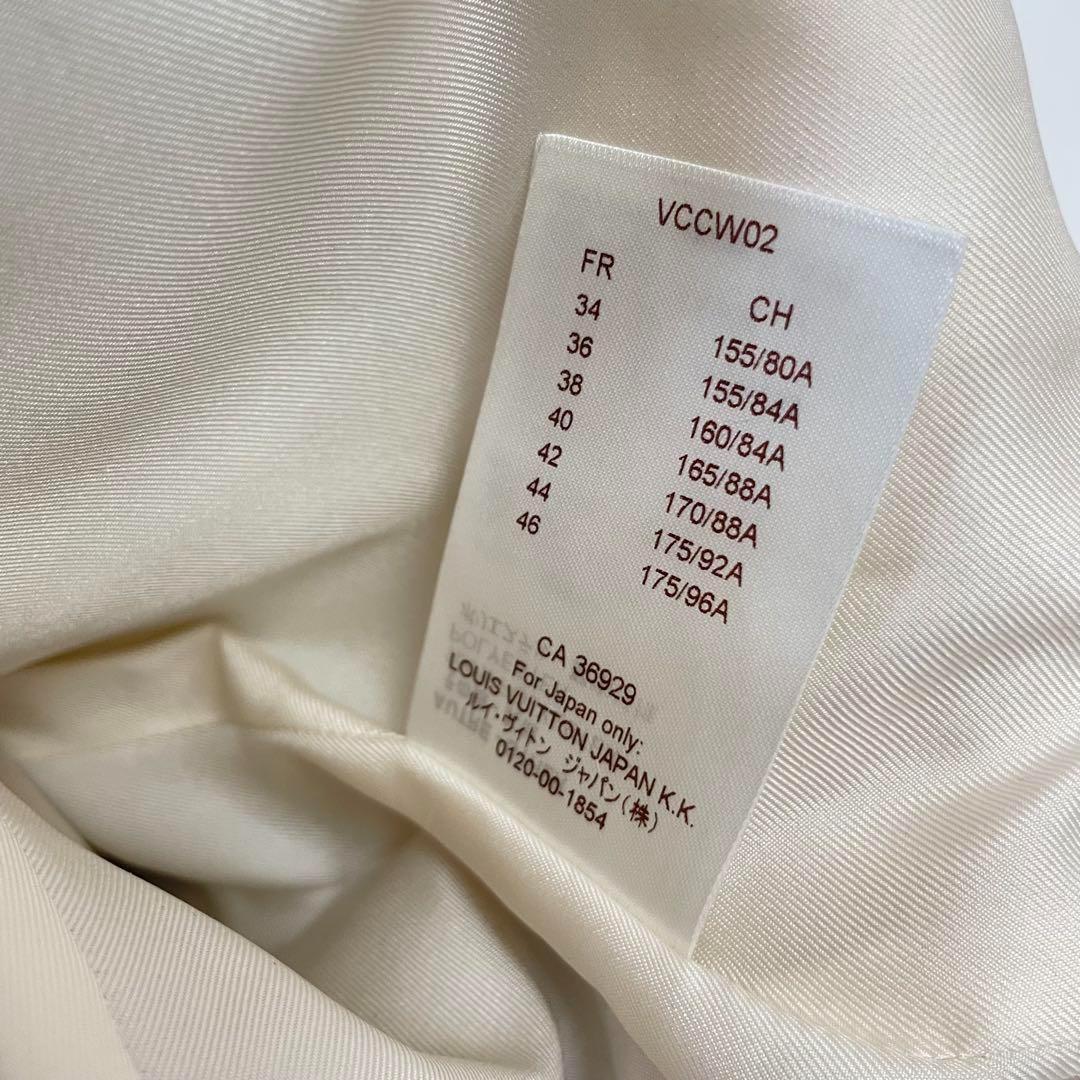 VCCW02
FR CH
34 155/80A
36 155/84A
38 160/84A
40 165/88A
42 170/88A
44 175/92A
46 175/96A
CA 36929
For Japan only:
LOUIS VUITTON JAPAN K.K.
ルイ・ヴィトン ジャパン(株)
0120-00-1854